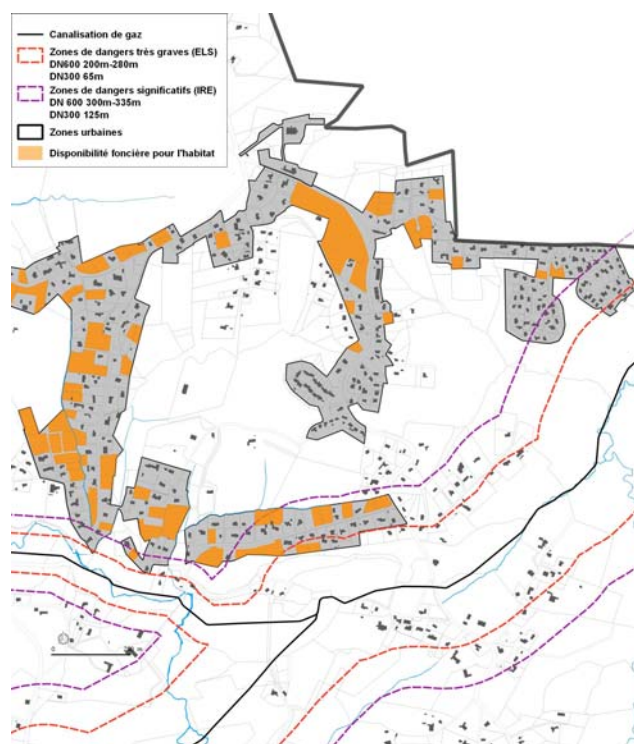 Canalisation de gaz
Zones de dangers très graves (ELS)
DN600 200m-280m
DN300 65m
Zones de dangers significatifs (IRE)
DN 600 300m-335m
DN300 125m
Zones urbaines
Disponibilité foncière pour l'habitat
0